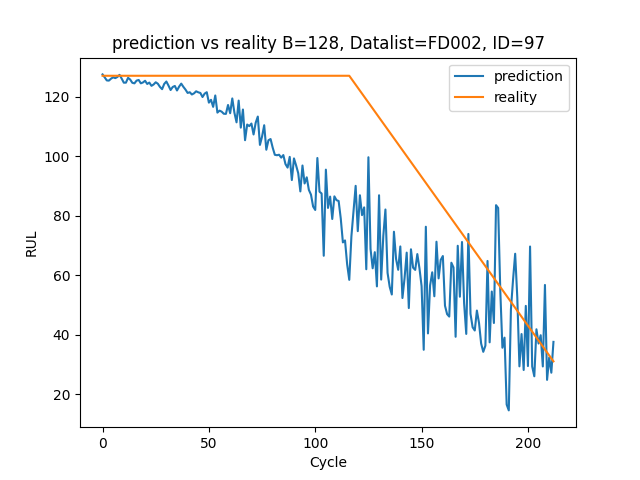 prediction vs reality B=128, Datalist=FD002, ID=97
prediction
reality
120
100
80
60
40
20
RUL
0
50
100
150
200
Cycle